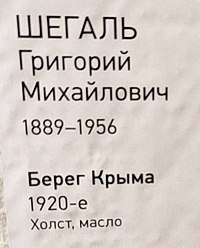 ШЕГАЛЬ
Григорий
Михайлович
1889–1956
Берег Крыма
1920-е
Холст, масло